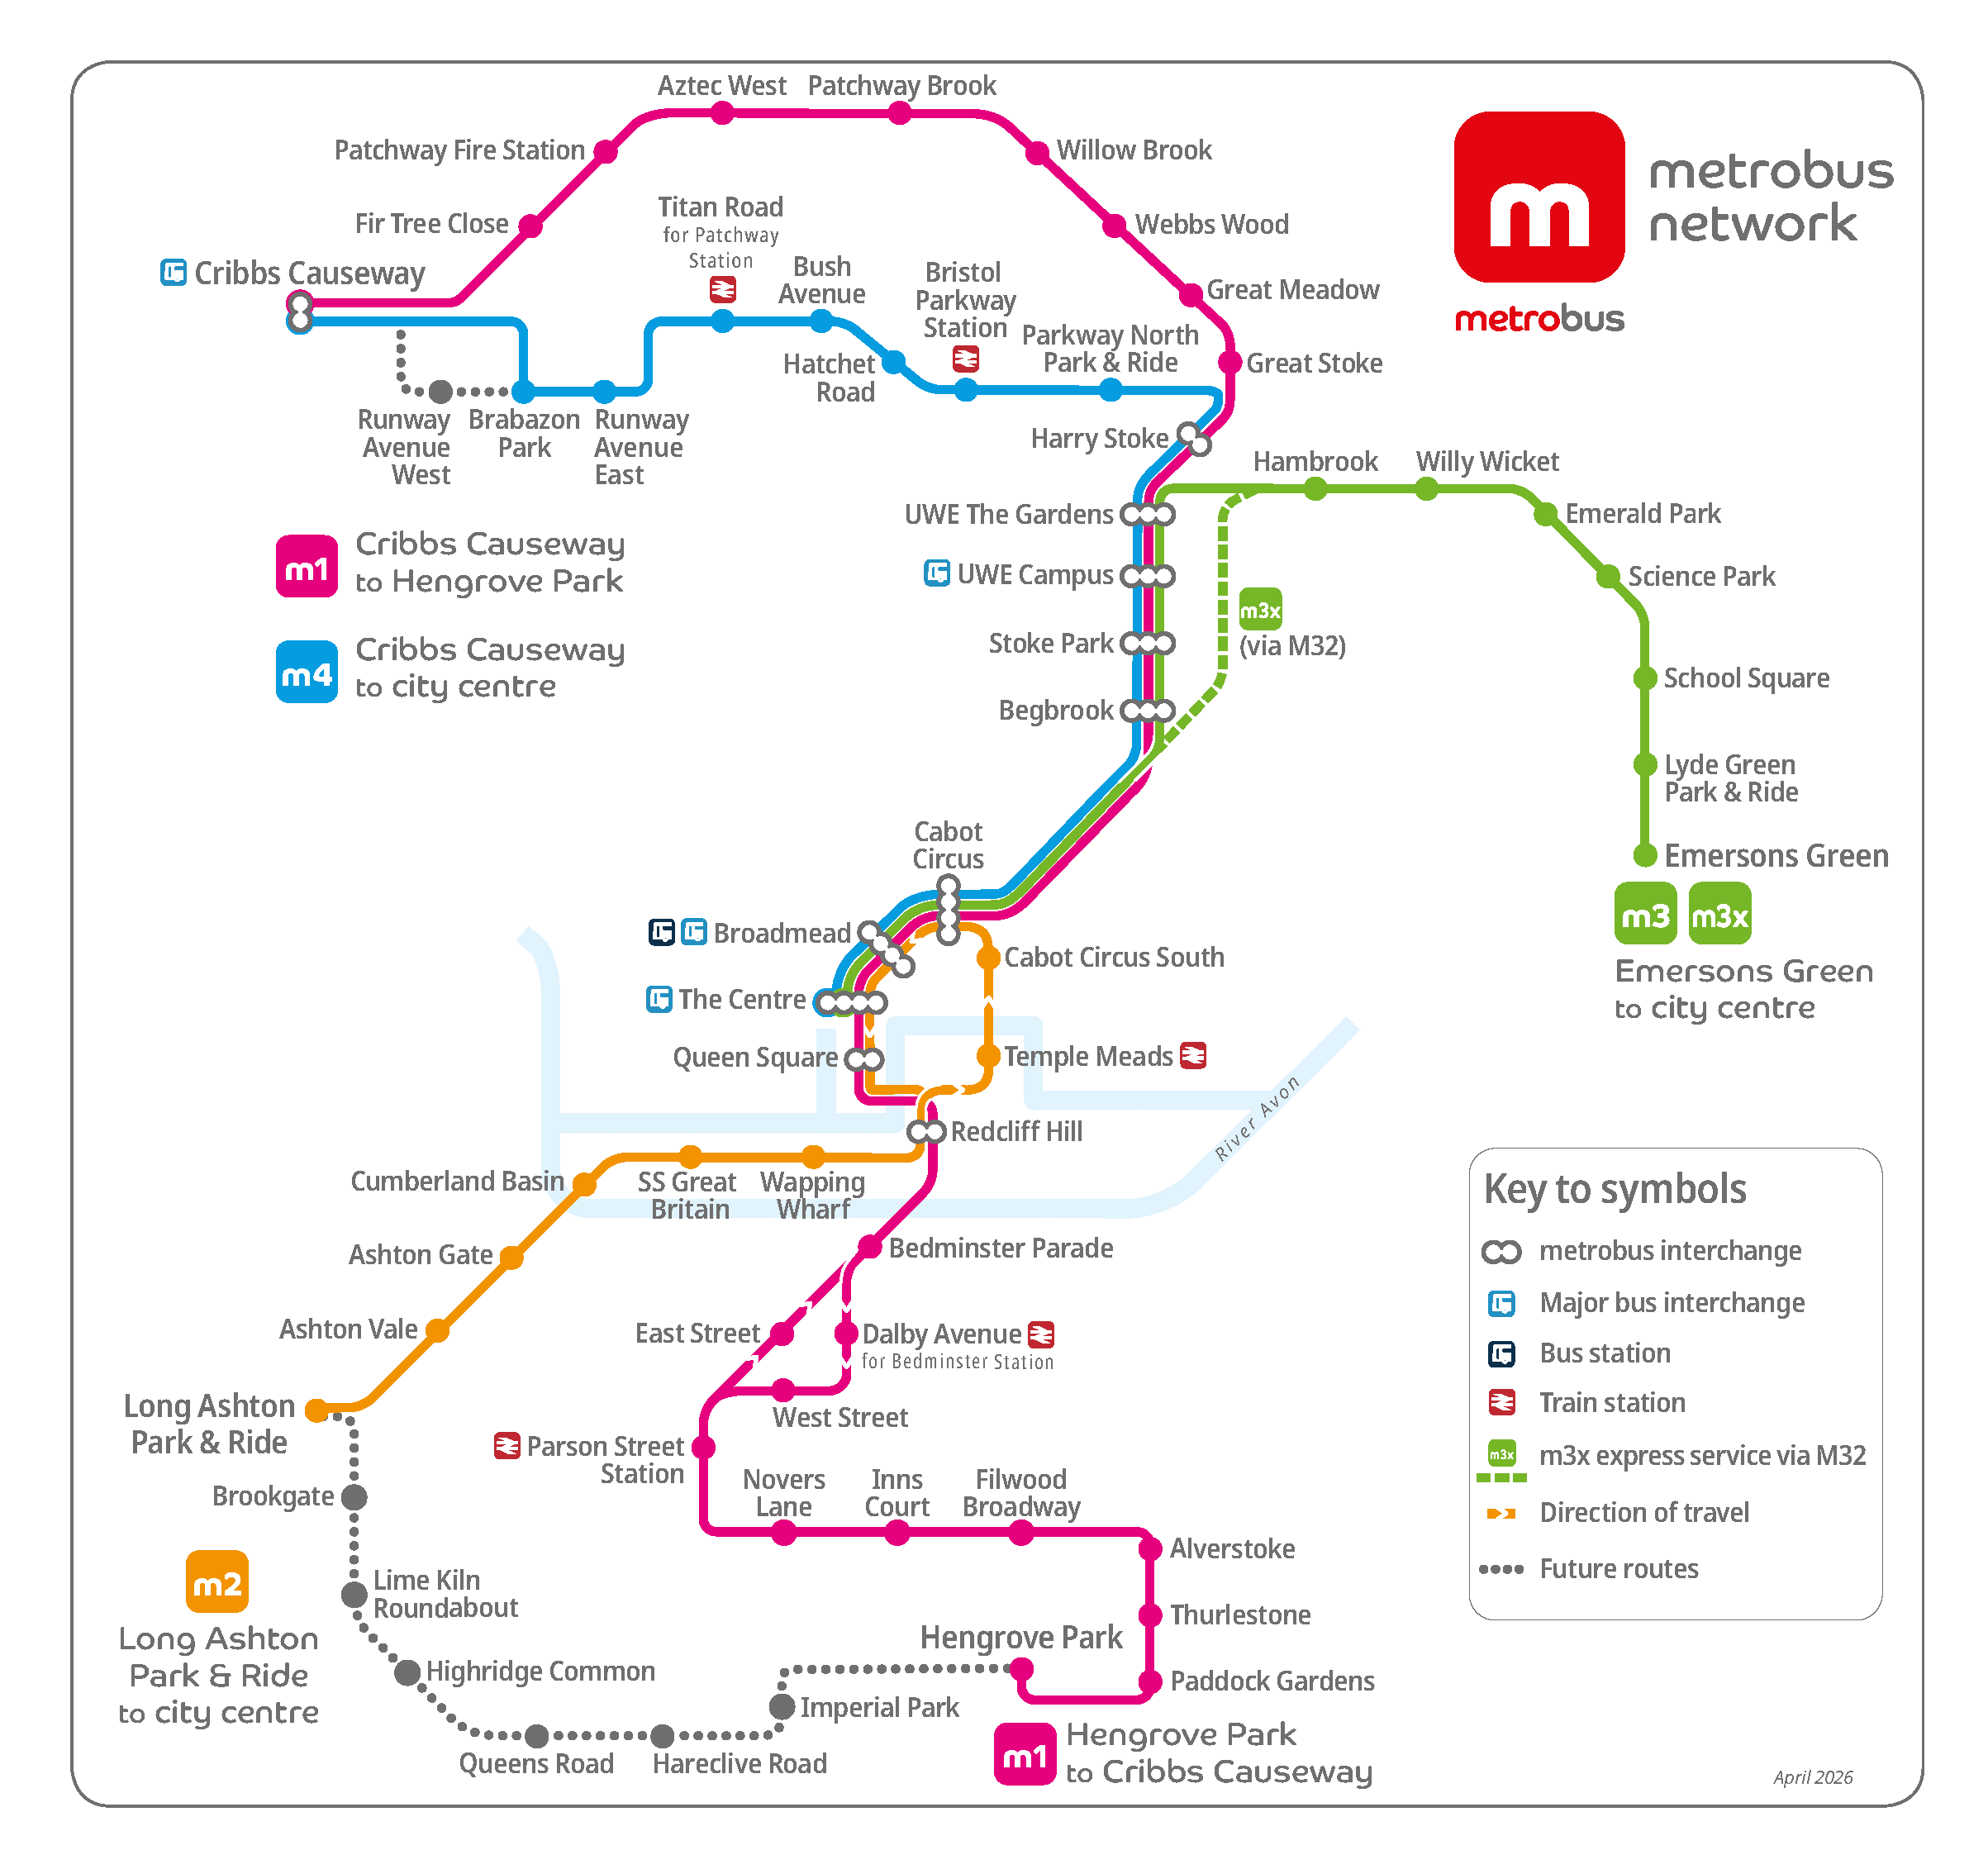 Aztec West
Patchway Brook
Patchway Fire Station
Willow Brook
Fir Tree Close
Webbs Wood
Titan Road
for Patchway
Station
Cribbs Causeway
Bush
Avenue
Bristol
Parkway
Station
Great Meadow
Parkway North
Park & Ride
Hatchet
Road
Great Stoke
Runway
Avenue
West
Brabazon
Park
Runway
Avenue
East
Harry Stoke
m
metrobus
metrobus
network
Hambrook
Willy Wicket
UWE The Gardens
Emerald Park
m1
Cribbs Causeway
to Hengrove Park
UWE Campus
Science Park
m3x
(via M32)
m4
Cribbs Causeway
to city centre
Stoke Park
School Square
Begbrook
Lyde Green
Park & Ride
Cabot
Circus
Emersons Green
m3
m3x
Emersons Green
to city centre
Broadmead
Cabot Circus South
The Centre
Queen Square
Temple Meads
River Avon
Redcliff Hill
Cumberland Basin
SS Great
Britain
Wapping
Wharf
Ashton Gate
Bedminster Parade
Ashton Vale
East Street
Dalby Avenue
for Bedminster Station
Long Ashton
Park & Ride
West Street
Parson Street
Station
Brookgate
Novers
Lane
Inns
Court
Filwood
Broadway
Alverstoke
m2
Long Ashton
Park & Ride
to city centre
Lime Kiln
Roundabout
Thurlestone
Hengrove Park
Highridge Common
Paddock Gardens
Imperial Park
Queens Road
Hareclive Road
m1
Hengrove Park
to Cribbs Causeway
Key to symbols
metrobus interchange
Major bus interchange
Bus station
Train station
m3x
m3x express service via M32
Direction of travel
Future routes
April 2026